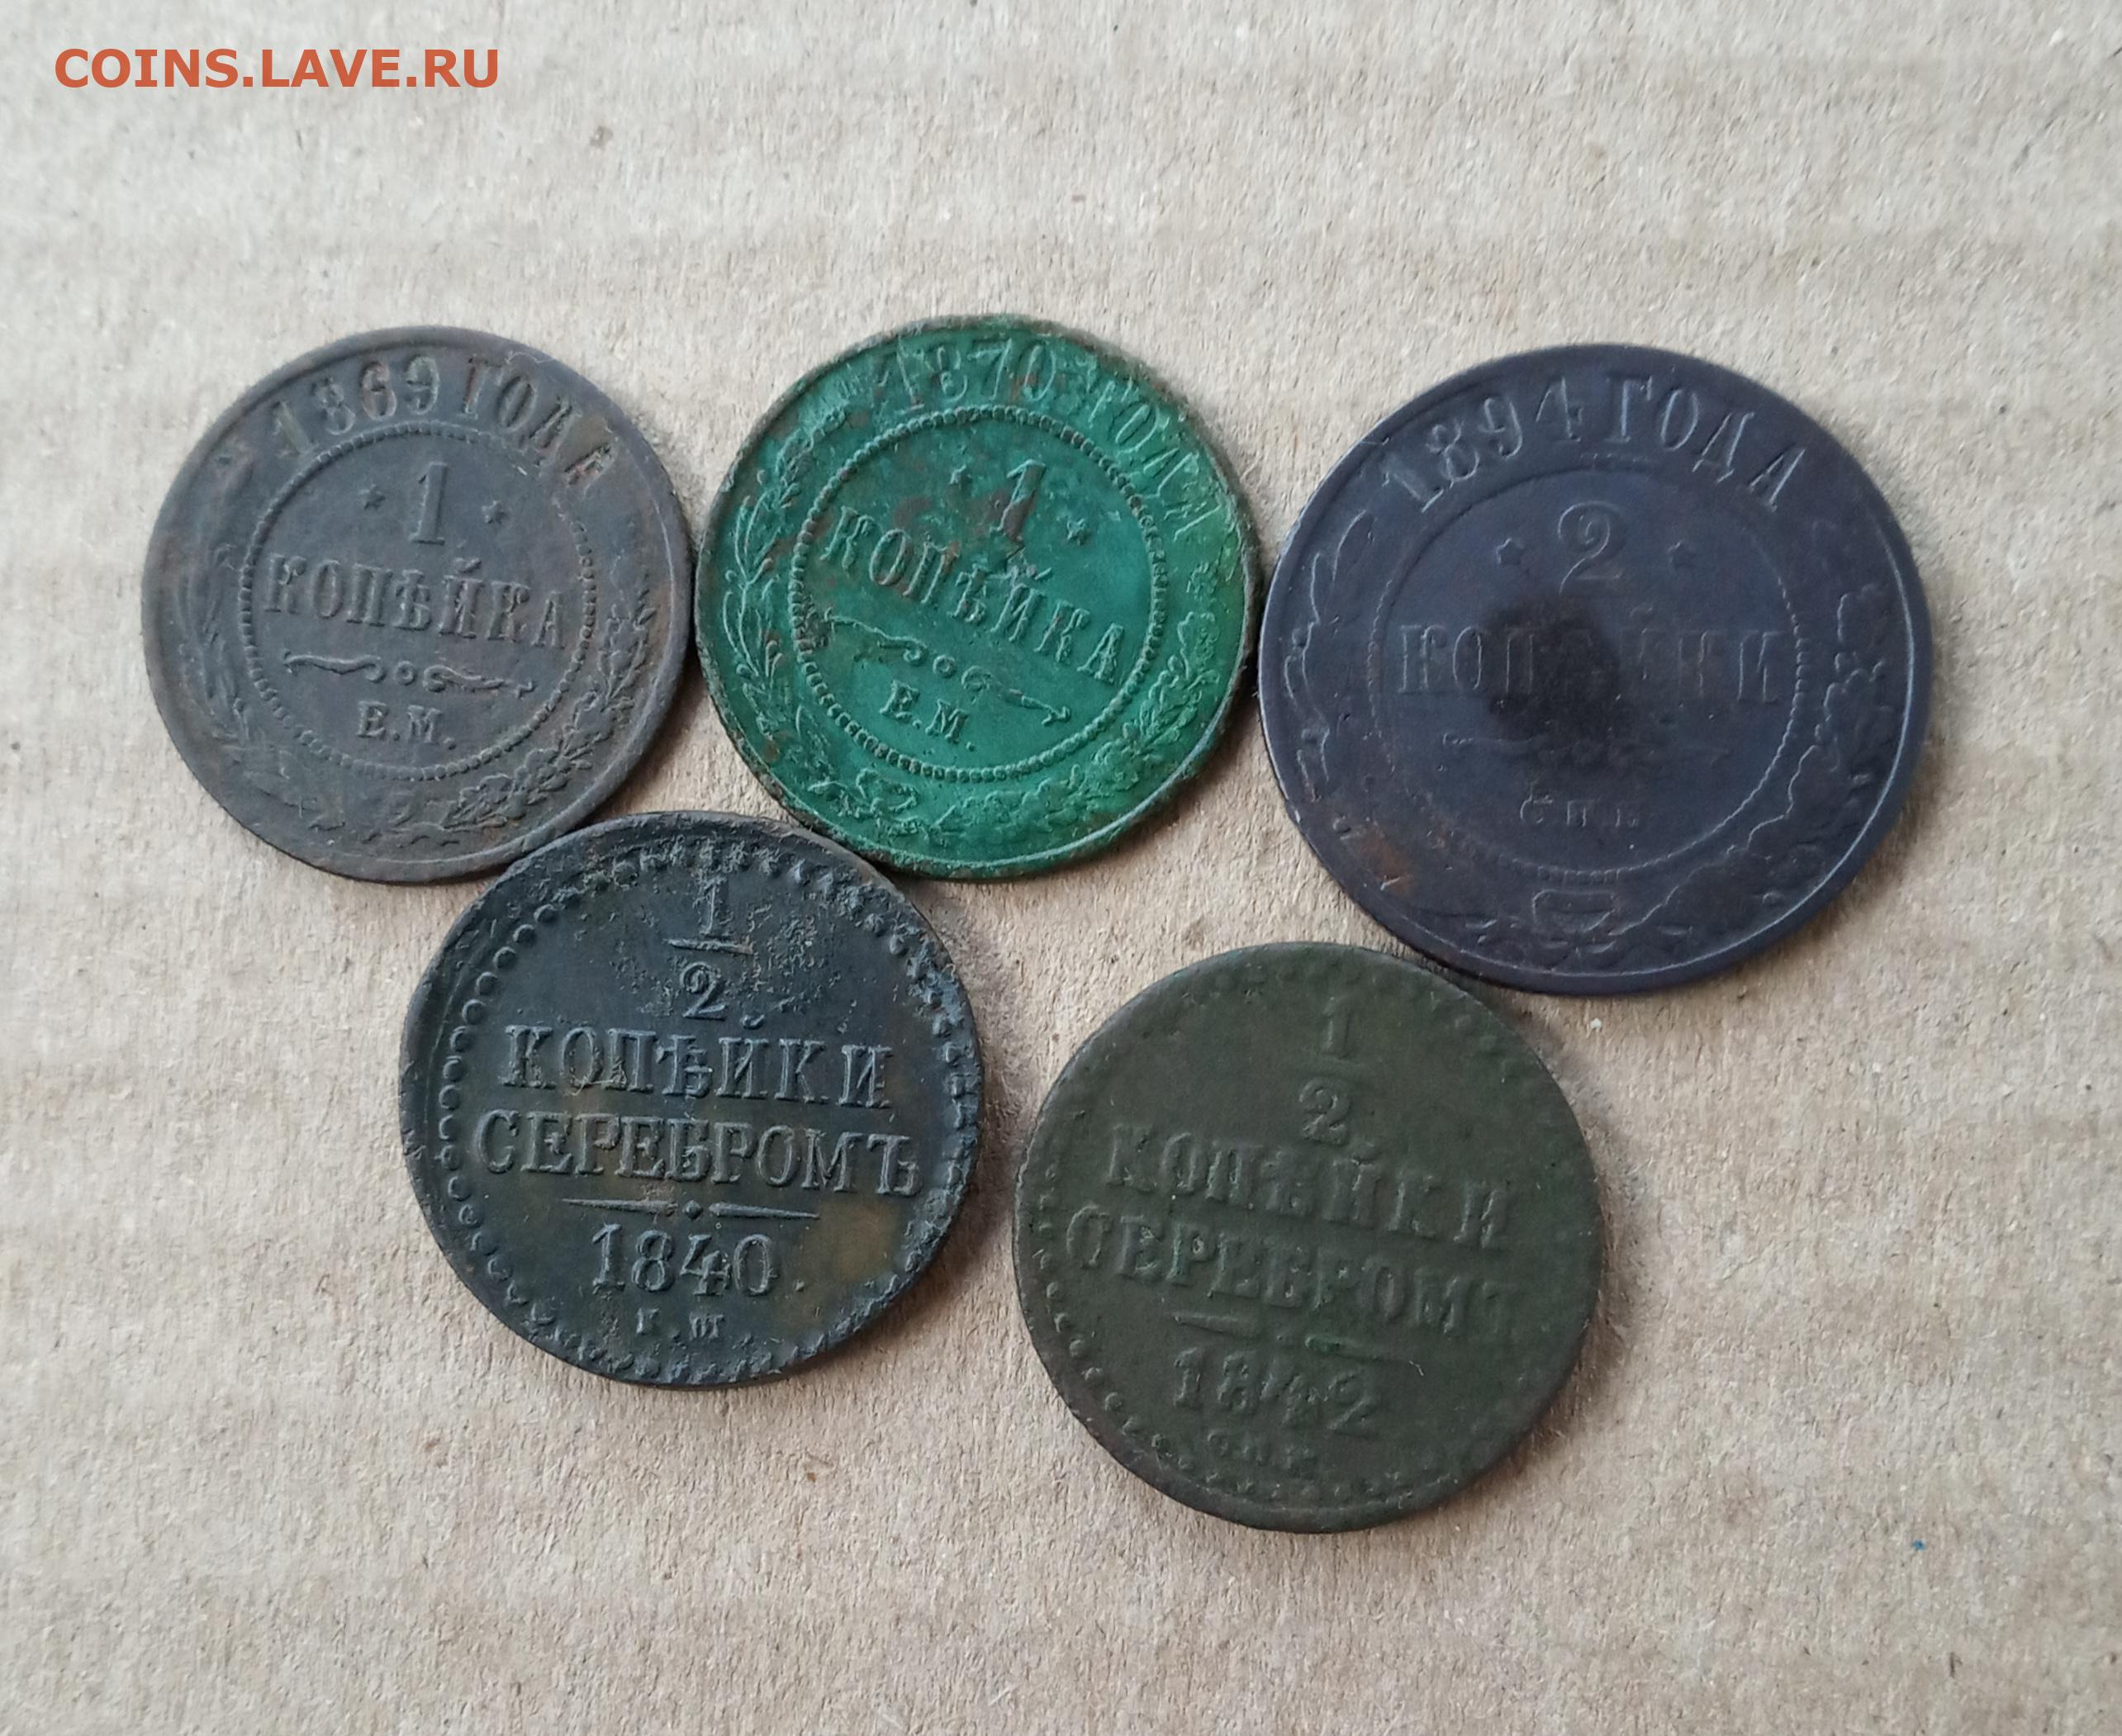 COINS.LAVE.RU
1869 ГОДА
1
КОПѢЙКА
Е.М.
1870 ГОДА
1
КОПѢЙКА
Е.М.
1894 ГОДА
2
КОПѢЙКИ
С П Б
1
2
КОПѢЙКИ
СЕРЕБРОМЪ
1840
1
2
КОПѢЙКИ
СЕРЕБРОМЪ
1842